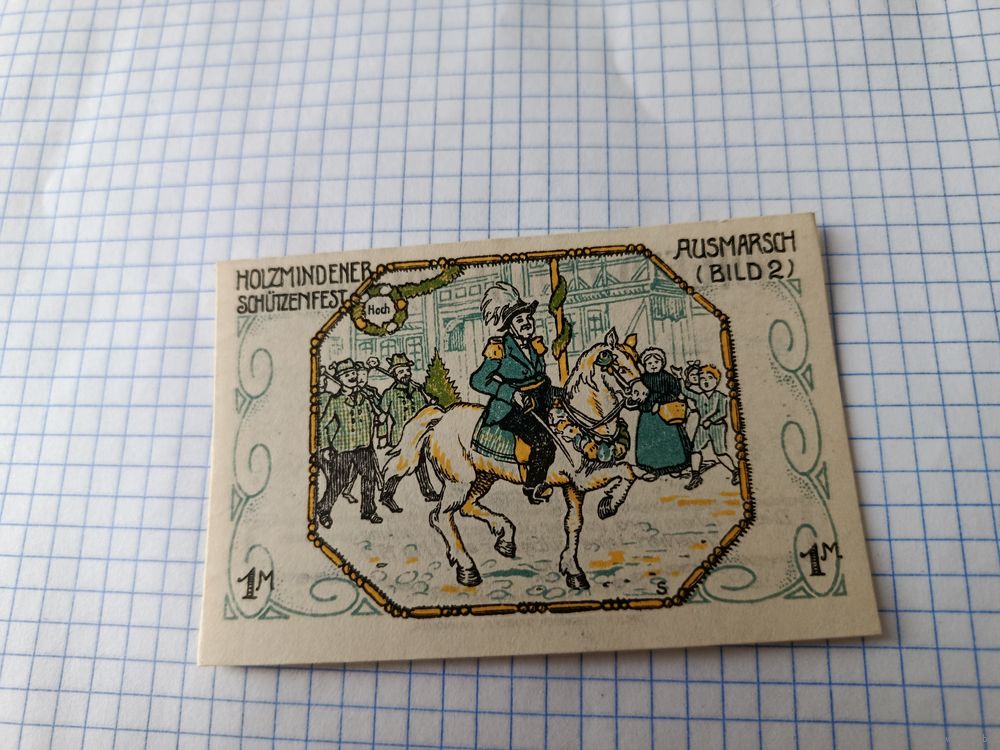 HOLZMINDENER
SCHÜTZENFEST
AUSMARSCH
(BILD 2)
Hoch
1M
1M.
S